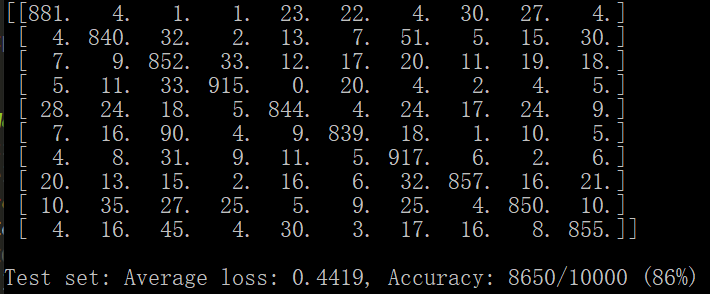 [[881. 4. 1. 1. 23. 22. 4. 30. 27. 4.]
[ 4. 840. 32. 2. 13. 7. 51. 5. 15. 30.]
[ 7. 9. 852. 33. 12. 17. 20. 11. 19. 18.]
[ 5. 11. 33. 915. 0. 20. 4. 2. 4. 5.]
[ 28. 24. 18. 5. 844. 4. 24. 17. 24. 9.]
[ 7. 16. 90. 4. 9. 839. 18. 1. 10. 5.]
[ 4. 8. 31. 9. 11. 5. 917. 6. 2. 6.]
[ 20. 13. 15. 2. 16. 6. 32. 857. 16. 21.]
[ 10. 35. 27. 25. 5. 9. 25. 4. 850. 10.]
[ 4. 16. 45. 4. 30. 3. 17. 16. 8. 855.]]
Test set: Average loss: 0.4419, Accuracy: 8650/10000 (86%)